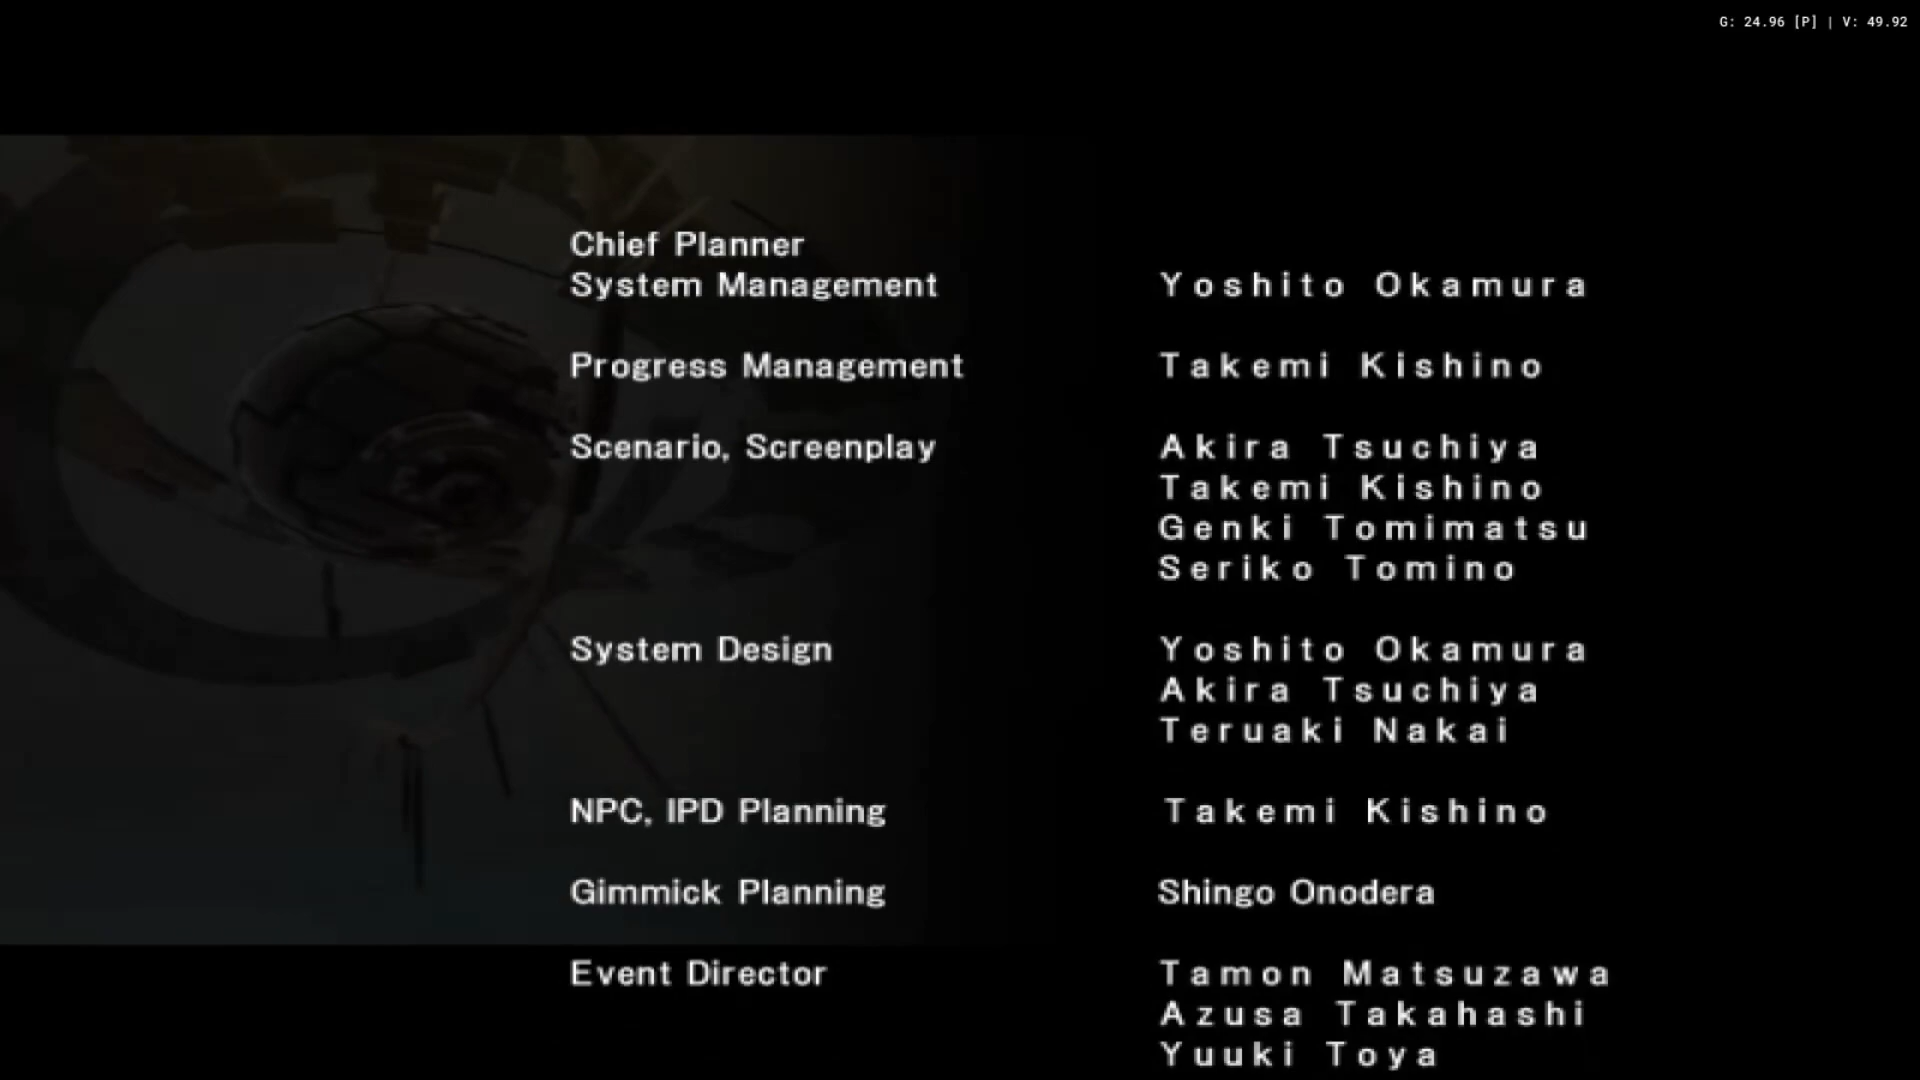 G: 24.96 [P] | V: 49.92
Chief Planner
System Management Yoshito Okamura
Progress Management Takemi Kishino
Scenario, Screenplay Akira Tsuchiya
Takemi Kishino
Genki Tomimatsu
Seriko Tomino
System Design Yoshito Okamura
Akira Tsuchiya
Teruaki Nakai
NPC, IPD Planning Takemi Kishino
Gimmick Planning Shingo Onodera
Event Director Tamon Matsuzawa
Azusa Takahashi
Yuuki Toya